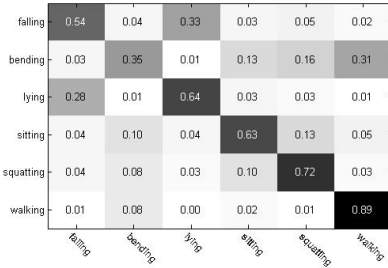 falling 0.54 0.04 0.33 0.03 0.05 0.02
bending 0.03 0.35 0.01 0.13 0.16 0.31
lying 0.28 0.01 0.64 0.03 0.03 0.01
sitting 0.04 0.10 0.04 0.63 0.13 0.05
squatting 0.04 0.08 0.03 0.10 0.72 0.03
walking 0.01 0.08 0.00 0.02 0.01 0.89
falling bending lying sitting squatting walking